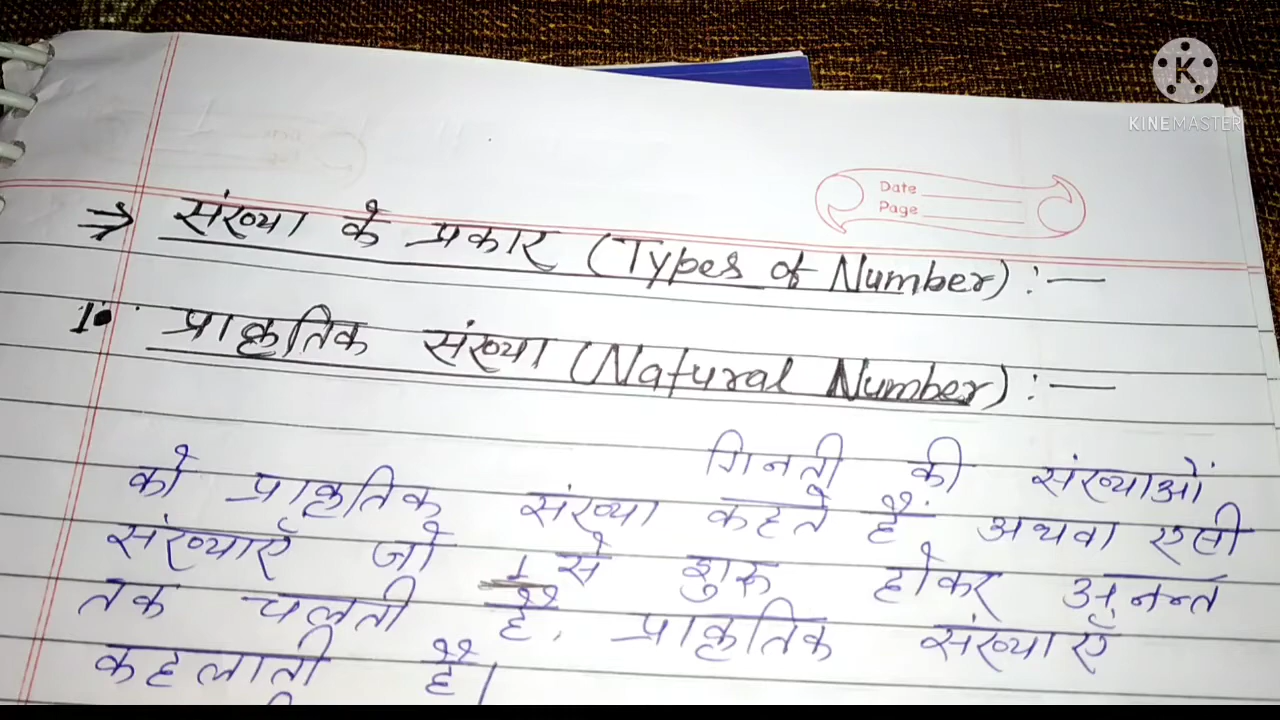 K
KINEMASTER
Date
Page
⇒ संख्या के प्रकार (Types of Number) :—
1. प्राकृतिक संख्या (Natural Number) :—
गिनती की संख्याओं
को प्राकृतिक संख्या कहते हैं. अथवा एसी
संख्याएँ जो 1 से शुरू होकर अनन्त
तक चलती हैं, प्राकृतिक संख्याएँ
कहलाती हैं।